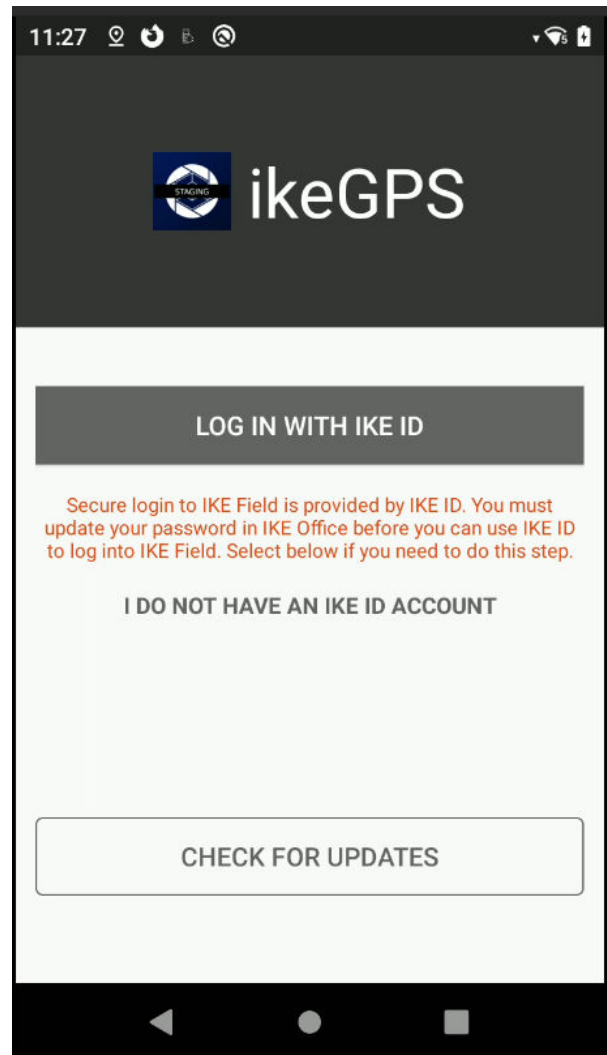 11:27
5
STAGING
ikeGPS
LOG IN WITH IKE ID
Secure login to IKE Field is provided by IKE ID. You must
update your password in IKE Office before you can use IKE ID
to log into IKE Field. Select below if you need to do this step.
I DO NOT HAVE AN IKE ID ACCOUNT
CHECK FOR UPDATES